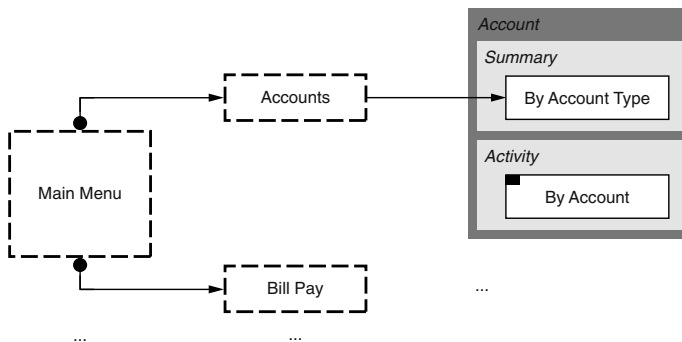 Account
Summary
Accounts
By Account Type
Main Menu
Activity
By Account
Bill Pay
...
...
...